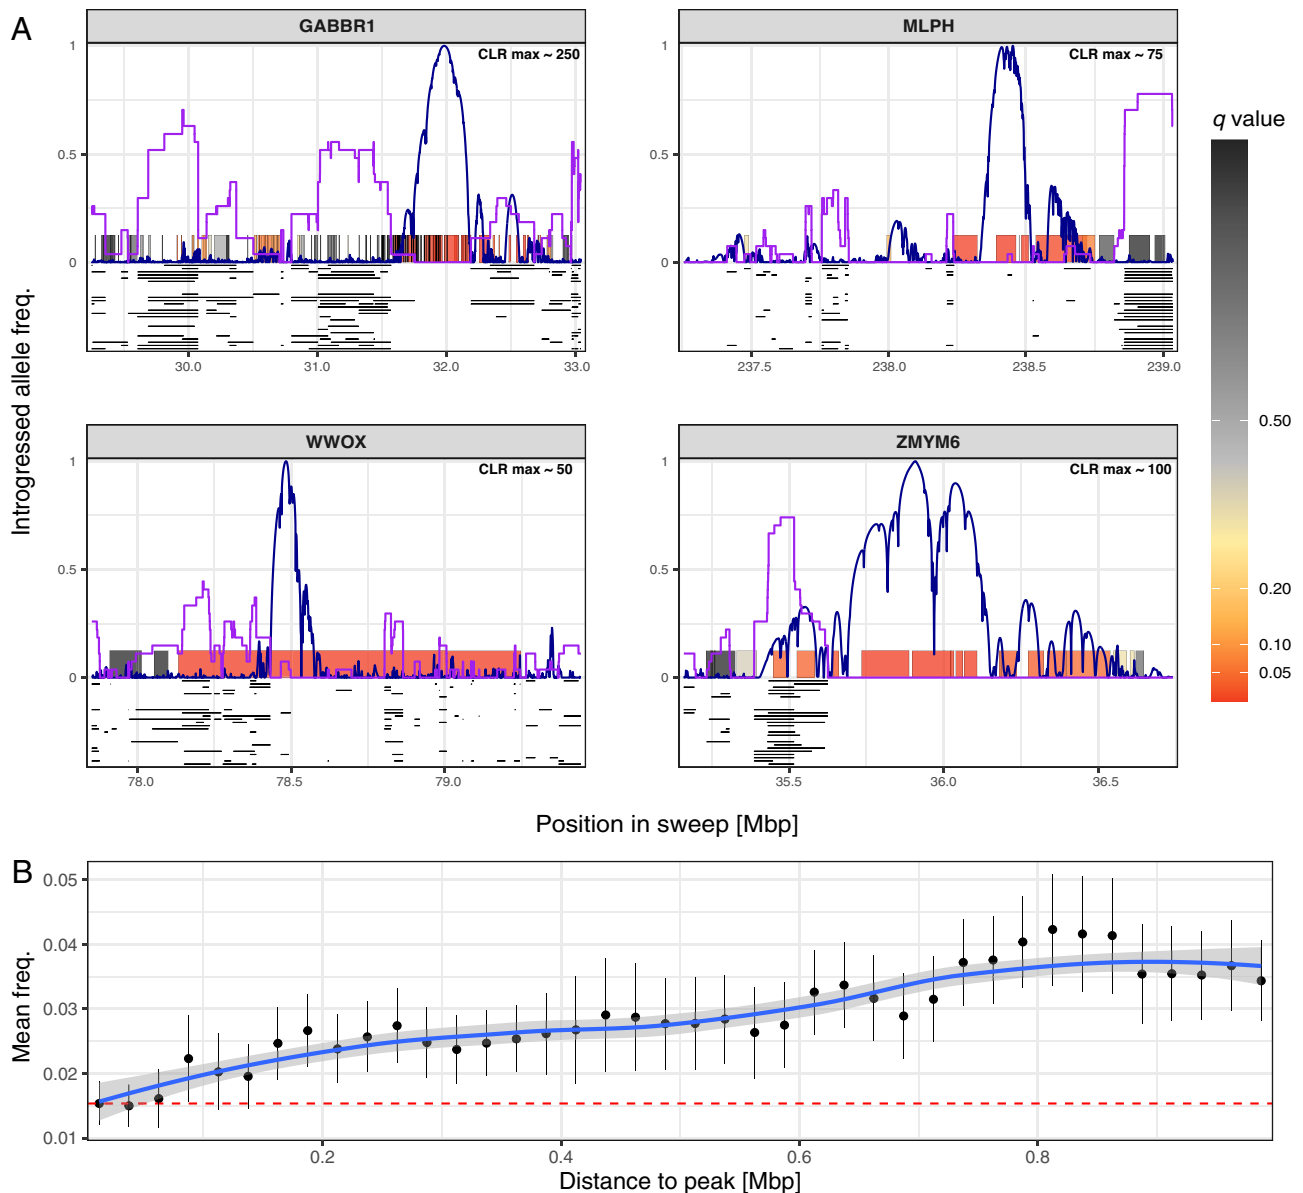 A
GABBR1
CLR max ~ 250
1
0.5
0
30.0 31.0 32.0 33.0
MLPH
CLR max ~ 75
1
0.5
0
237.5 238.0 238.5 239.0
WWOX
CLR max ~ 50
1
0.5
0
78.0 78.5 79.0
ZMYM6
CLR max ~ 100
1
0.5
0
35.5 36.0 36.5
Introgressed allele freq.
Position in sweep [Mbp]
q value
0.50
0.20
0.10
0.05
B
Mean freq.
0.05
0.04
0.03
0.02
0.01
0.2 0.4 0.6 0.8
Distance to peak [Mbp]